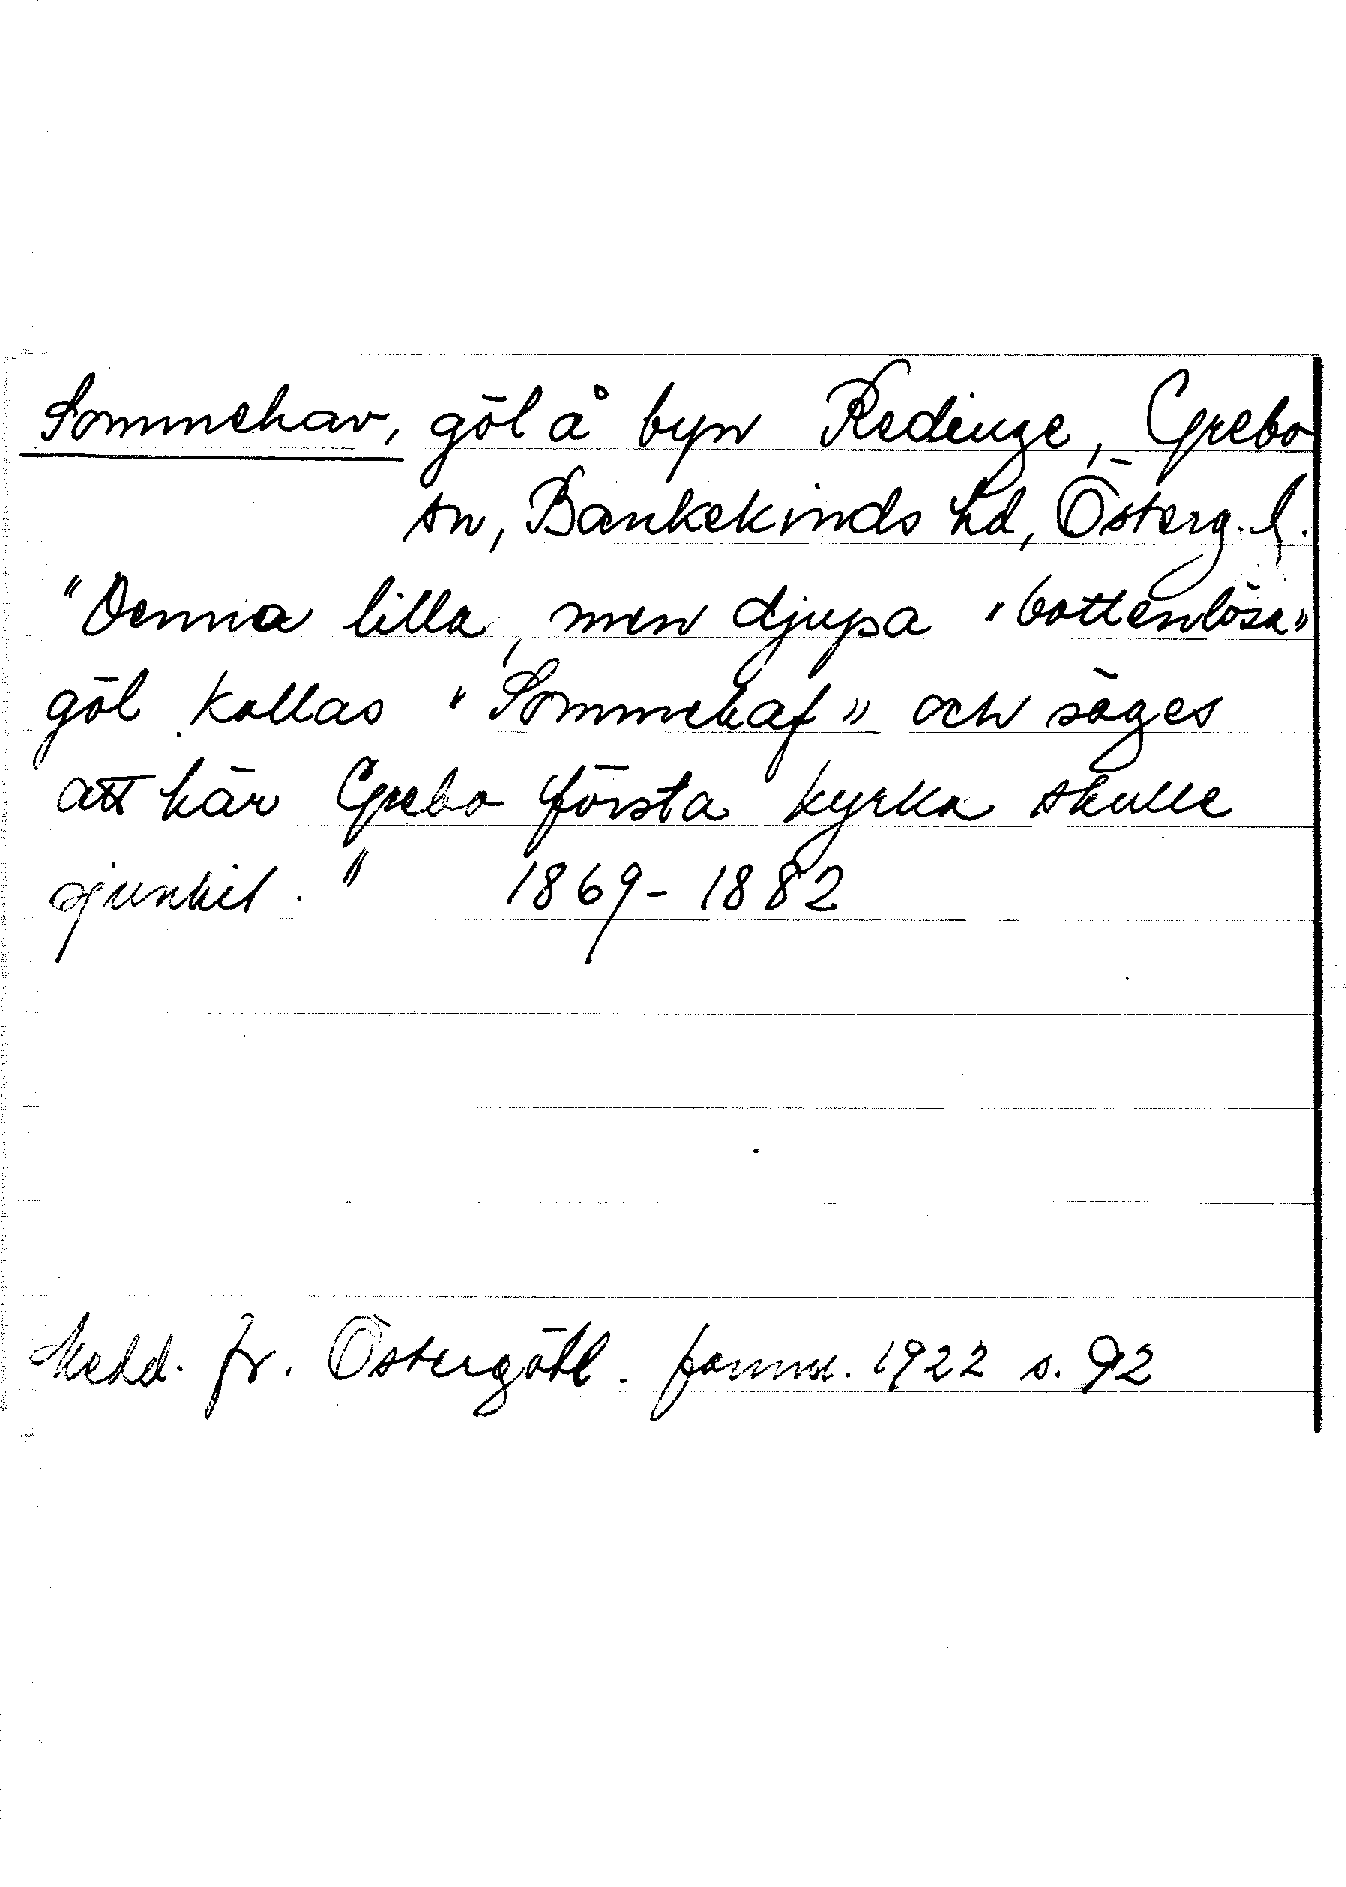 Sommehav, göl å byn Redinge, Grebo
sn, Bankekinds hd, Österg. l.
"Denna lilla, men djupa "bottenlösa"
göl kallas "Sommehaf" och säges
att här Grebo första kyrka skulle
sjunkit." 1869-1882
Medd. fr. Östergötl. fornm. 1922 s. 92